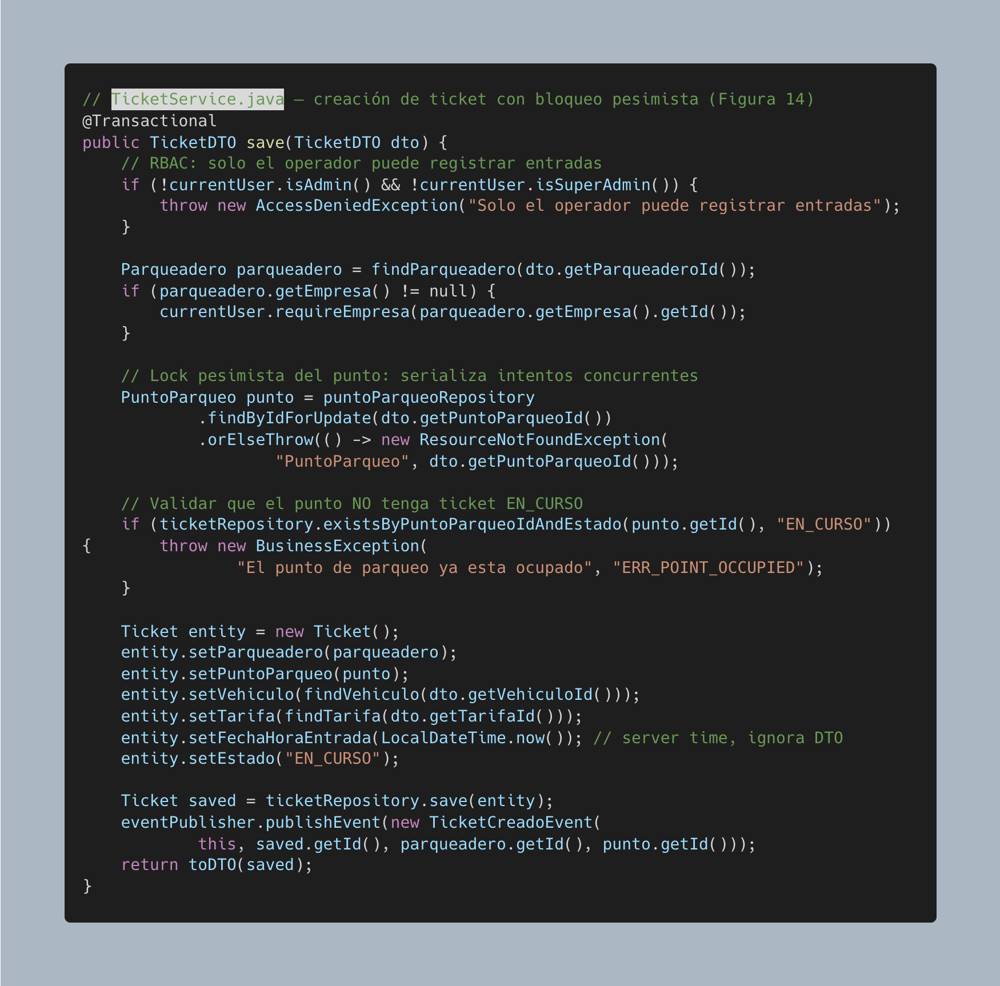 // TicketService.java — creación de ticket con bloqueo pesimista (Figura 14)
@Transactional
public TicketDTO save(TicketDTO dto) {
    // RBAC: solo el operador puede registrar entradas
    if (!currentUser.isAdmin() && !currentUser.isSuperAdmin()) {
        throw new AccessDeniedException("Solo el operador puede registrar entradas");
    }

    Parqueadero parqueadero = findParqueadero(dto.getParqueaderoId());
    if (parqueadero.getEmpresa() != null) {
        currentUser.requireEmpresa(parqueadero.getEmpresa().getId());
    }

    // Lock pesimista del punto: serializa intentos concurrentes
    PuntoParqueo punto = puntoParqueoRepository
            .findByIdForUpdate(dto.getPuntoParqueoId())
            .orElseThrow(() -> new ResourceNotFoundException(
                    "PuntoParqueo", dto.getPuntoParqueoId()));

    // Validar que el punto NO tenga ticket EN_CURSO
    if (ticketRepository.existsByPuntoParqueoIdAndEstado(punto.getId(), "EN_CURSO"))
{       throw new BusinessException(
                "El punto de parqueo ya esta ocupado", "ERR_POINT_OCCUPIED");
    }

    Ticket entity = new Ticket();
    entity.setParqueadero(parqueadero);
    entity.setPuntoParqueo(punto);
    entity.setVehiculo(findVehiculo(dto.getVehiculoId()));
    entity.setTarifa(findTarifa(dto.getTarifaId()));
    entity.setFechaHoraEntrada(LocalDateTime.now()); // server time, ignora DTO
    entity.setEstado("EN_CURSO");

    Ticket saved = ticketRepository.save(entity);
    eventPublisher.publishEvent(new TicketCreadoEvent(
            this, saved.getId(), parqueadero.getId(), punto.getId()));
    return toDTO(saved);
}